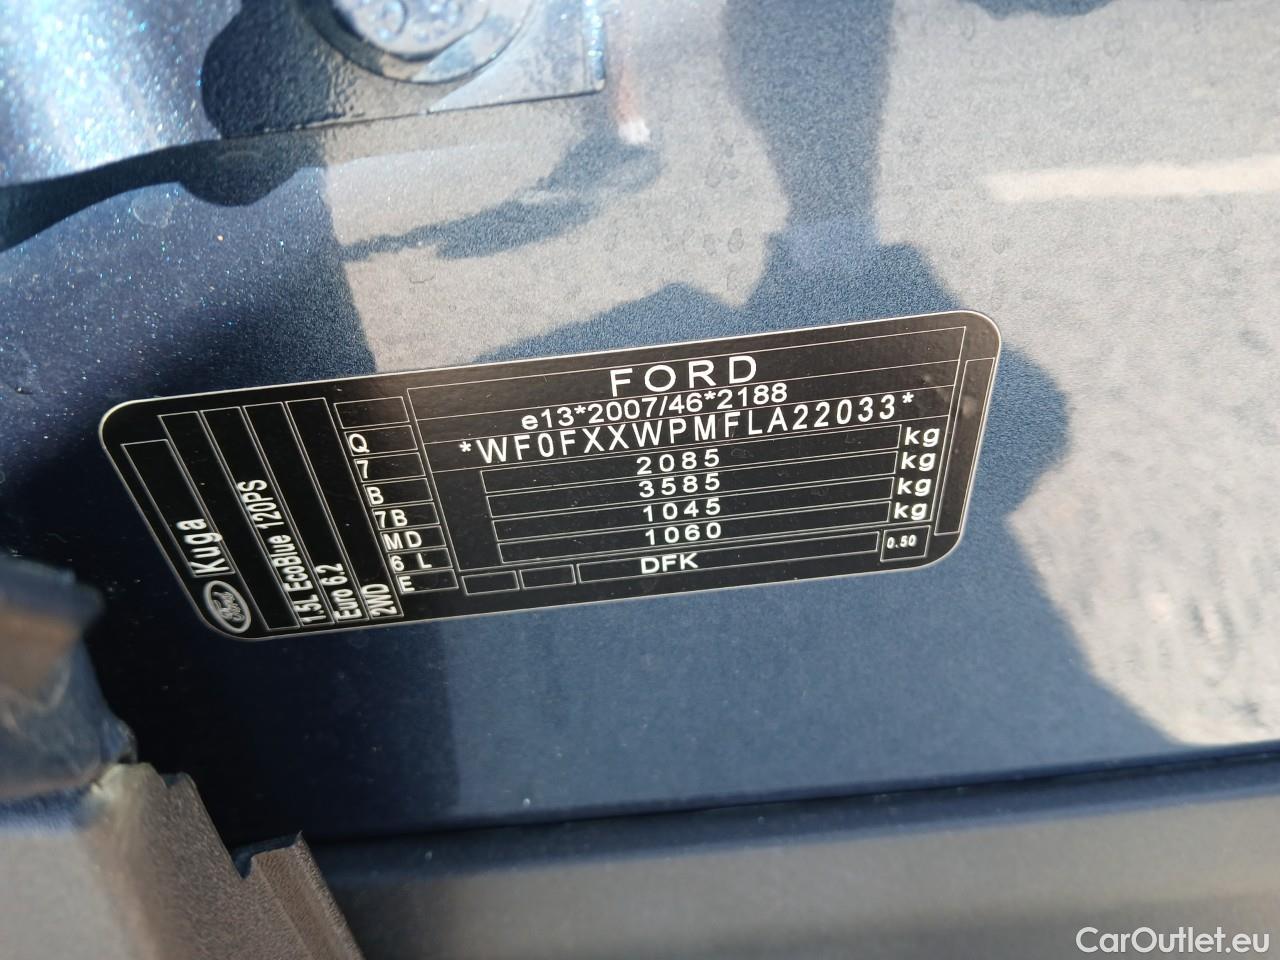 FORD
e13*2007/46*2188
*WF0FXXWPMFLA22033*
2085 kg
3585 kg
1045 kg
1060 kg
DFK
0.50
Q
7
B
7B
MD
6 L
E
Ford Kuga
1.5L EcoBlue 120PS
Euro 6.2
2WD
CarOutlet.eu